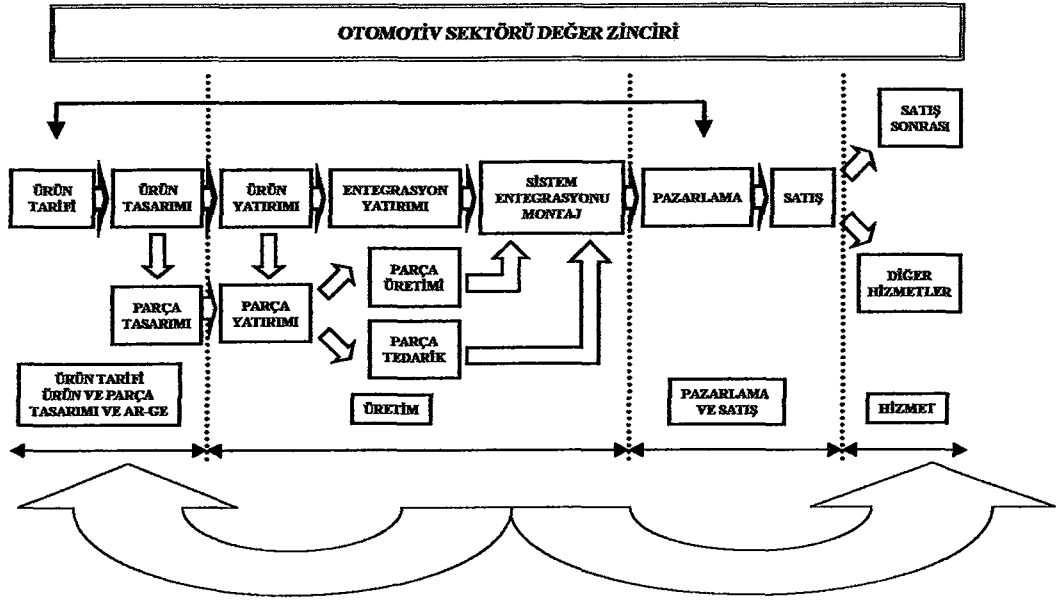 OTOMOTİV SEKTÖRÜ DEĞER ZİNCİRİ
SATIŞ
SONRASI
ÜRÜN
TARİFİ
ÜRÜN
TASARIMI
ÜRÜN
YATIRIMI
ENTEGRASYON
YATIRIMI
SİSTEM
ENTEGRASYONU
MONTAJ
PAZARLAMA
SATIŞ
PARÇA
TASARIMI
PARÇA
YATIRIMI
PARÇA
ÜRETİMİ
PARÇA
TEDARİK
DİĞER
HİZMETLER
ÜRÜN TARİFİ
ÜRÜN VE PARÇA
TASARIMI VE AR-GE
ÜRETİM
PAZARLAMA
VE SATIŞ
HİZMET